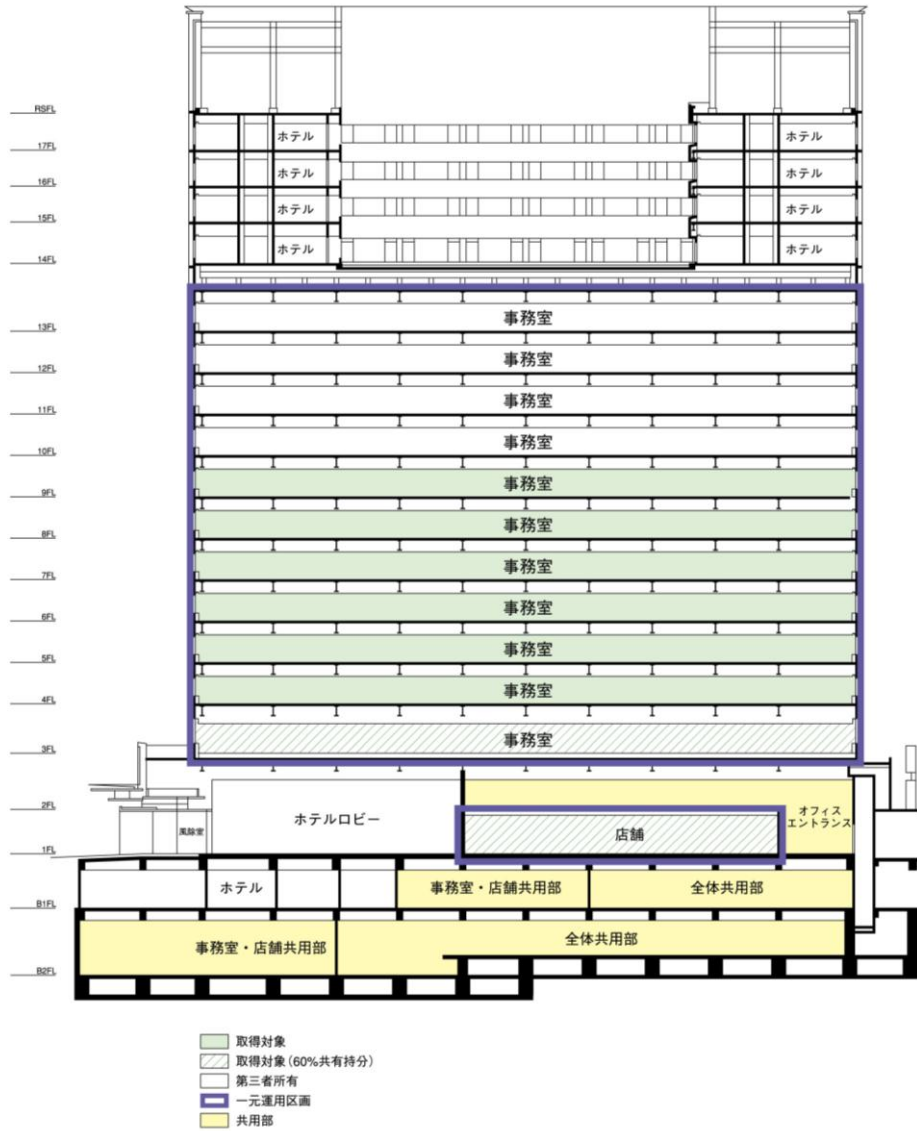 RSFL
ホテル ホテル
17FL
ホテル ホテル
16FL
ホテル ホテル
15FL
ホテル ホテル
14FL
事務室
13FL
事務室
12FL
事務室
11FL
事務室
10FL
事務室
9FL
事務室
8FL
事務室
7FL
事務室
6FL
事務室
5FL
事務室
4FL
事務室
3FL
2FL
ホテルロビー
オフィス
エントランス
風除室
店舗
1FL
ホテル 事務室・店舗共用部 全体共用部
B1FL
事務室・店舗共用部 全体共用部
B2FL
取得対象
取得対象(60%共有持分)
第三者所有
一元運用区画
共用部